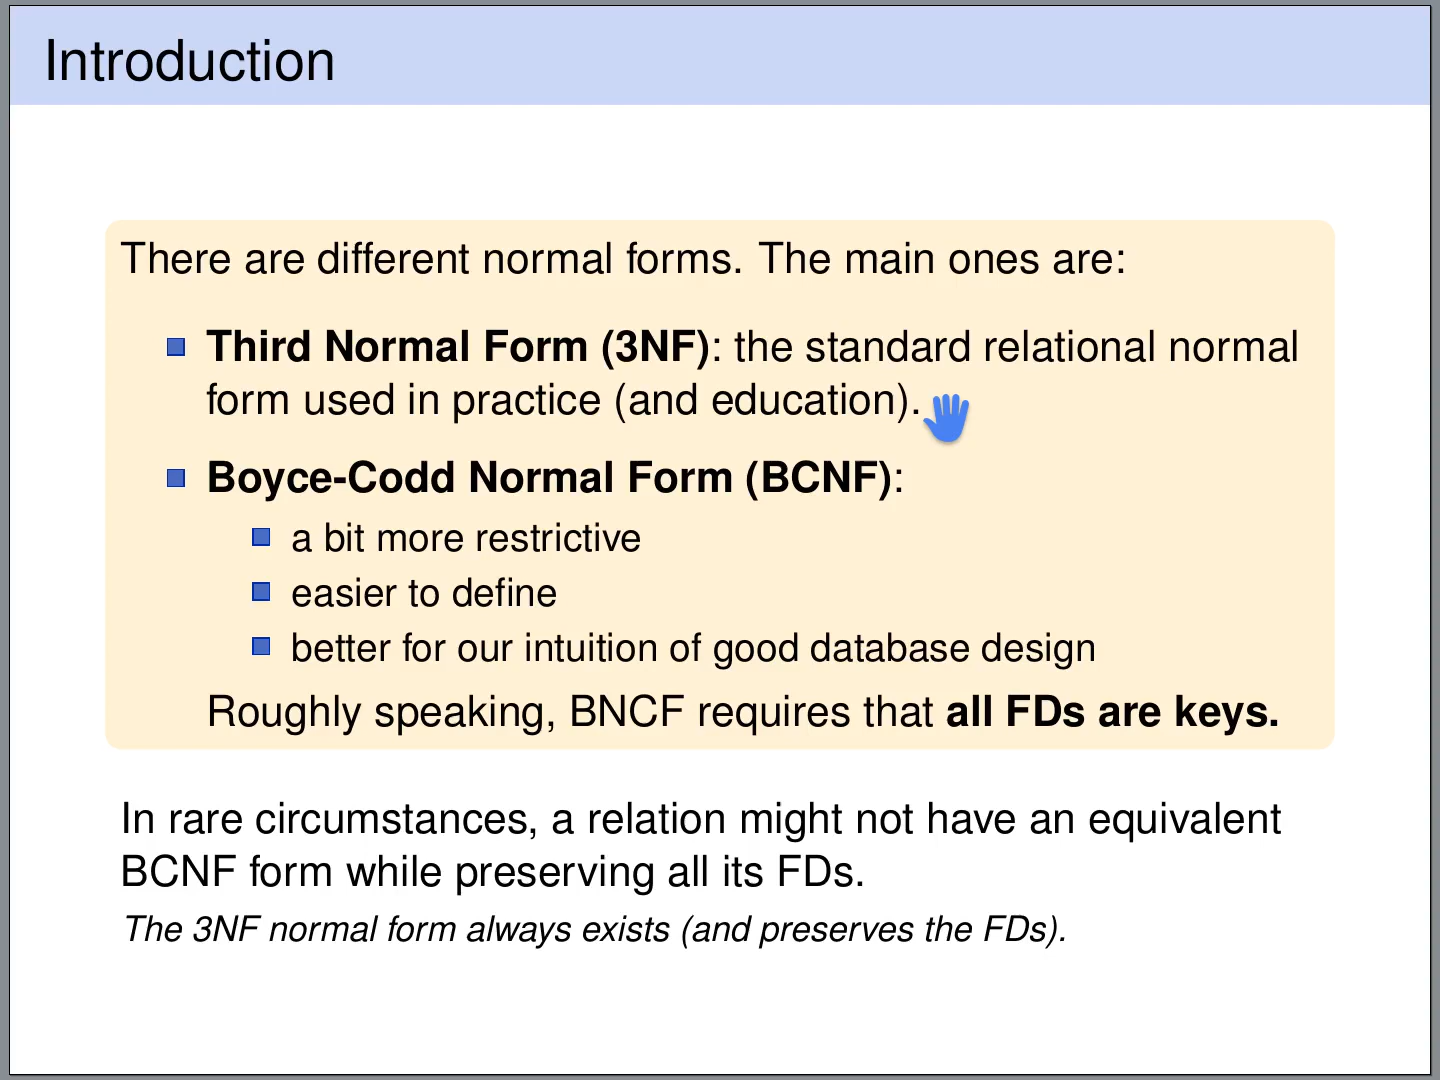 Introduction
There are different normal forms. The main ones are:
Third Normal Form (3NF): the standard relational normal
form used in practice (and education).
Boyce-Codd Normal Form (BCNF):
a bit more restrictive
easier to define
better for our intuition of good database design
Roughly speaking, BNCF requires that all FDs are keys.
In rare circumstances, a relation might not have an equivalent
BCNF form while preserving all its FDs.
The 3NF normal form always exists (and preserves the FDs).